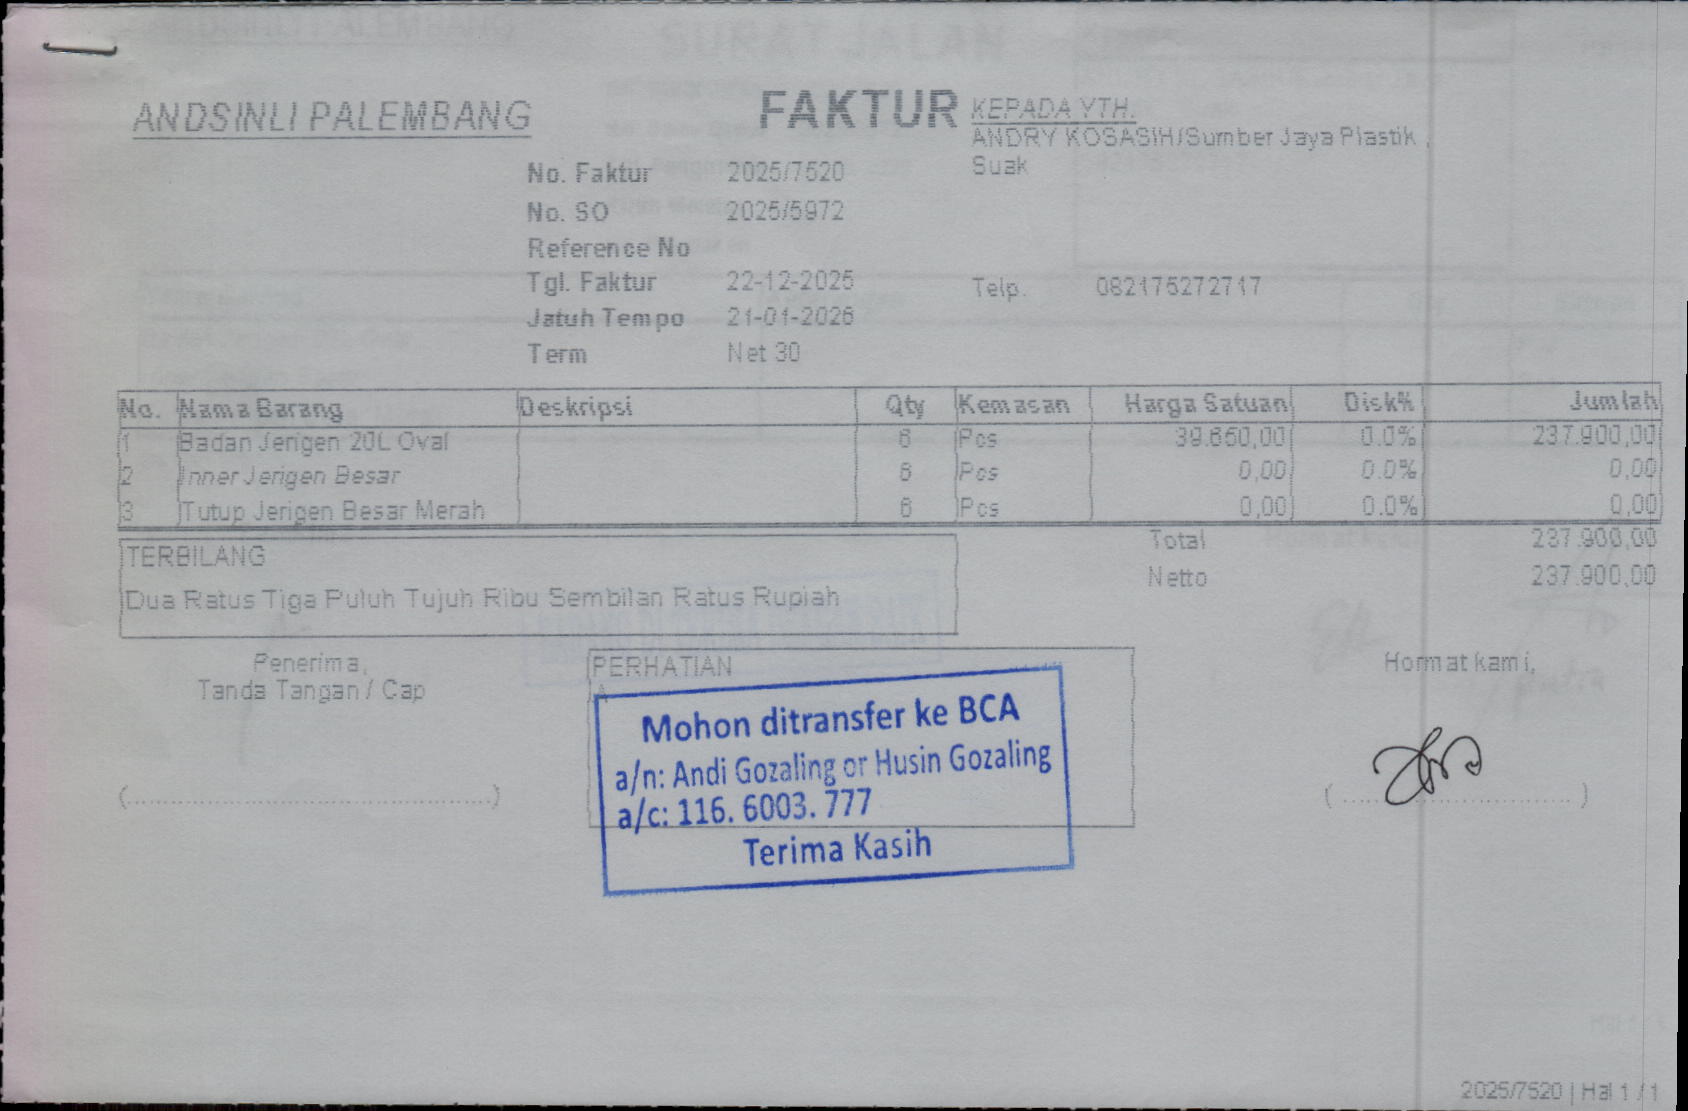 ANDSINLI PALEMBANG
FAKTUR
KEPADA YTH.
ANDRY KOSASIH/Sumber Jaya Plastik ,
Suak
No. Faktur 2025/7520
No. SO 2025/5972
Reference No
Tgl. Faktur 22-12-2025
Telp. 082175272717
Jatuh Tempo 21-01-2026
Term Net 30
No. Nama Barang Deskripsi Qty Kemasan Harga Satuan Disk% Jumlah
1 Badan Jerigen 20L Oval 6 Pcs 39.650,00 0.0% 237.900,00
2 Inner Jerigen Besar 6 Pcs 0,00 0.0% 0,00
3 Tutup Jerigen Besar Merah 6 Pcs 0,00 0.0% 0,00
Total 237.900,00
Netto 237.900,00
TERBILANG
Dua Ratus Tiga Puluh Tujuh Ribu Sembilan Ratus Rupiah
Penerima,
Tanda Tangan / Cap
(........................................)
PERHATIAN
A
Mohon ditransfer ke BCA
a/n: Andi Gozaling or Husin Gozaling
a/c: 116. 6003. 777
Terima Kasih
Hormat kami,
(............................)
2025/7520 | Hal 1 / 1